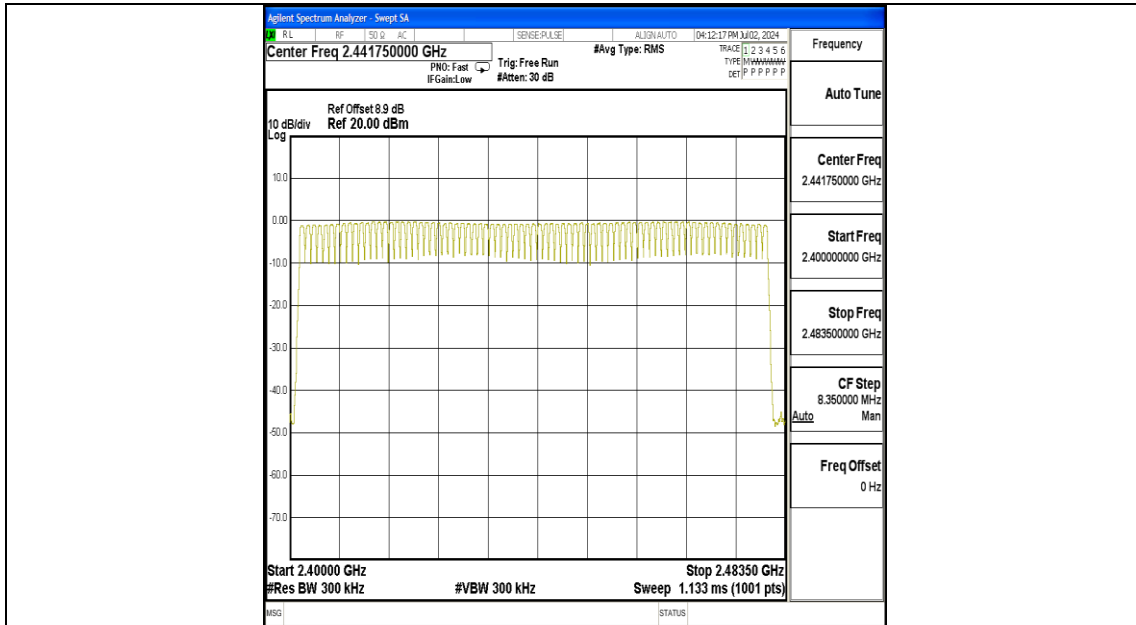 Agilent Spectrum Analyzer - Swept SA
RL RF 50 Ω AC SENSE:PULSE ALIGNAUTO 04:12:17 PM Jul 02, 2024
Center Freq 2.441750000 GHz #Avg Type: RMS TRACE 1 2 3 4 5 6
PNO: Fast Trig: Free Run TYPE
IFGain:Low #Atten: 30 dB DET P P P P P P
Ref Offset 8.9 dB
10 dB/div Ref 20.00 dBm
Log
10.0
0.00
-10.0
-20.0
-30.0
-40.0
-50.0
-60.0
-70.0
Start 2.40000 GHz Stop 2.48350 GHz
#Res BW 300 kHz #VBW 300 kHz Sweep 1.133 ms (1001 pts)
MSG STATUS
Frequency
Auto Tune
Center Freq
2.441750000 GHz
Start Freq
2.400000000 GHz
Stop Freq
2.483500000 GHz
CF Step
8.350000 MHz
Auto Man
Freq Offset
0 Hz